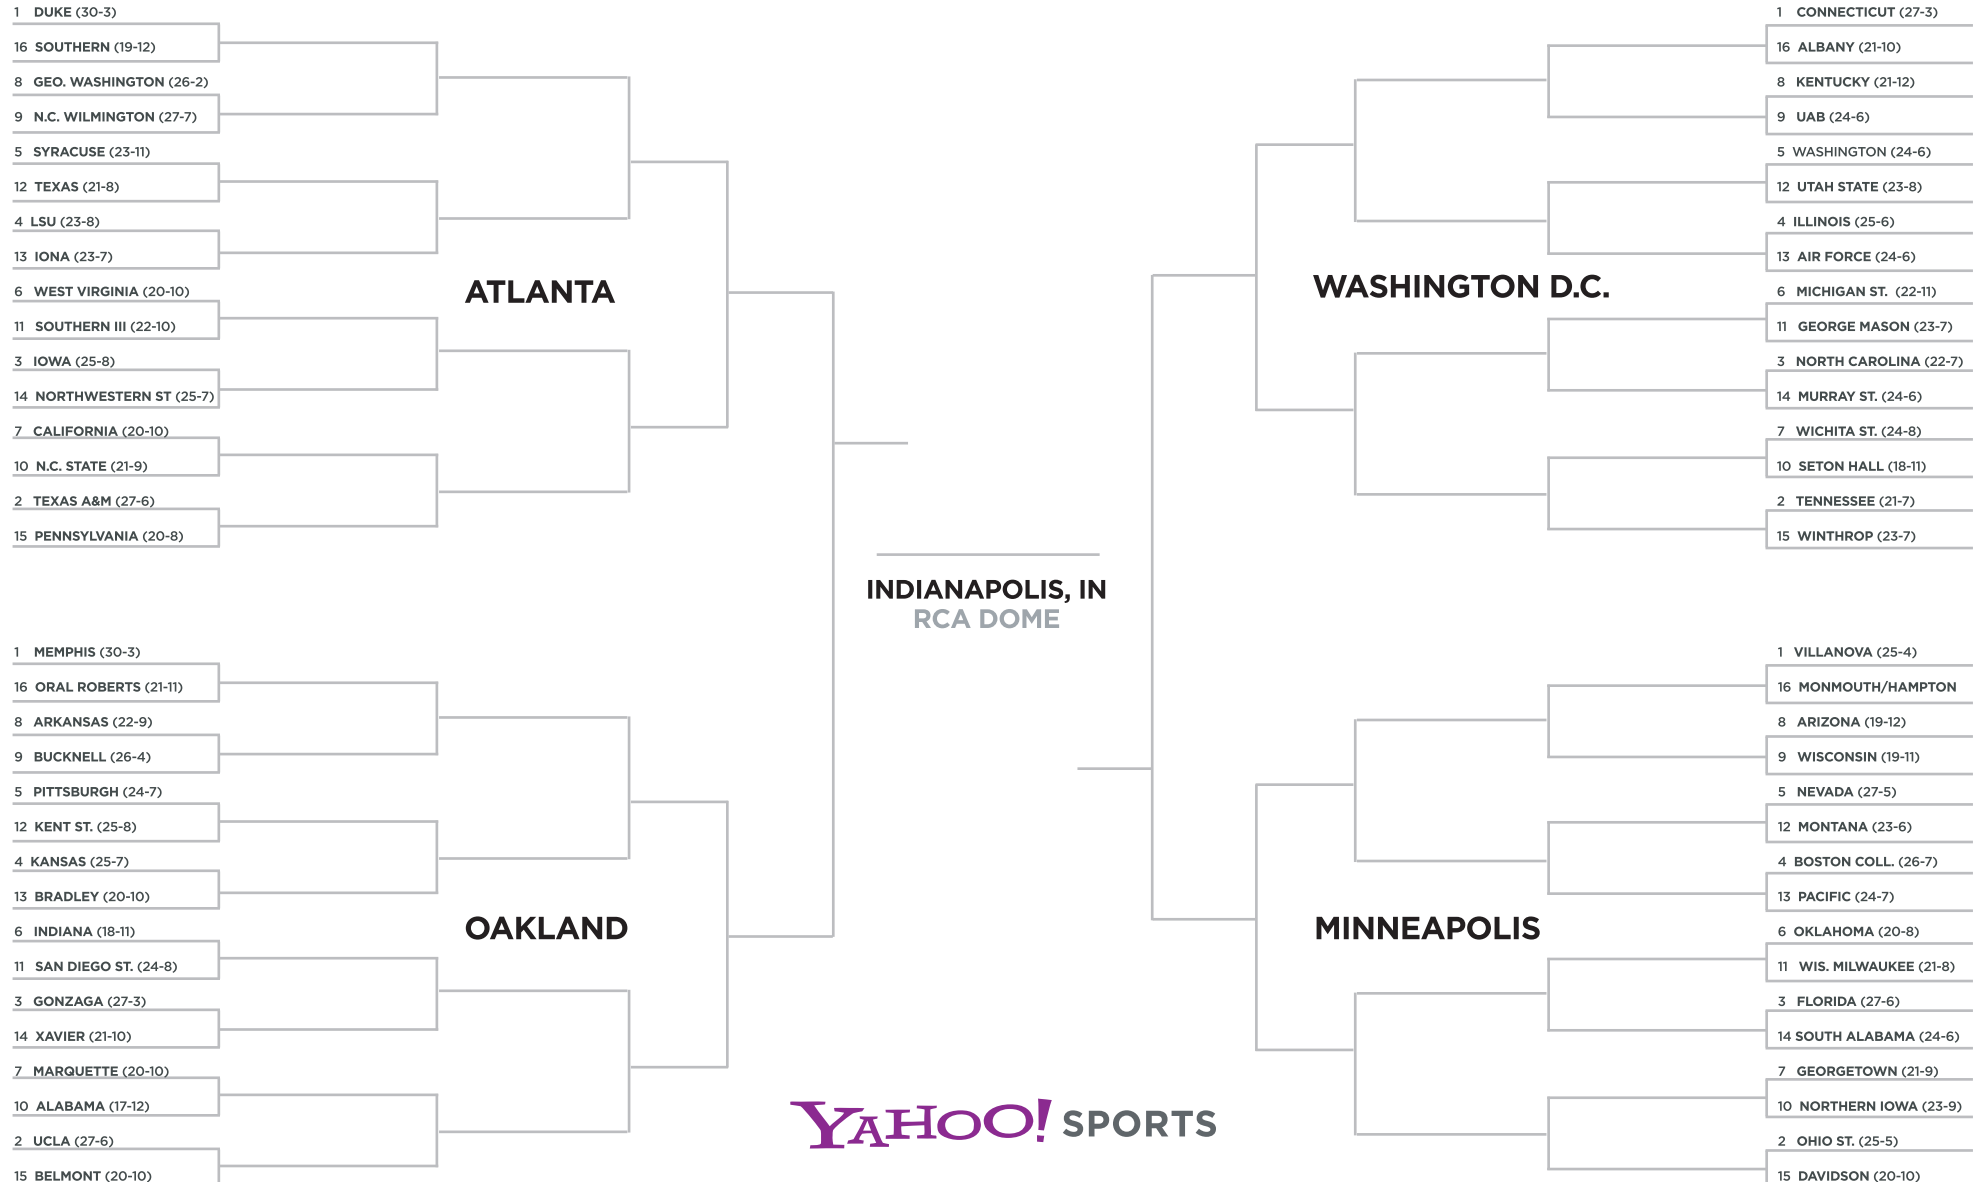 1 DUKE (30-3)
16 SOUTHERN (19-12)
8 GEO. WASHINGTON (26-2)
9 N.C. WILMINGTON (27-7)
5 SYRACUSE (23-11)
12 TEXAS (21-8)
4 LSU (23-8)
13 IONA (23-7)
6 WEST VIRGINIA (20-10)
11 SOUTHERN III (22-10)
3 IOWA (25-8)
14 NORTHWESTERN ST (25-7)
7 CALIFORNIA (20-10)
10 N.C. STATE (21-9)
2 TEXAS A&M (27-6)
15 PENNSYLVANIA (20-8)
ATLANTA
1 MEMPHIS (30-3)
16 ORAL ROBERTS (21-11)
8 ARKANSAS (22-9)
9 BUCKNELL (26-4)
5 PITTSBURGH (24-7)
12 KENT ST. (25-8)
4 KANSAS (25-7)
13 BRADLEY (20-10)
6 INDIANA (18-11)
11 SAN DIEGO ST. (24-8)
3 GONZAGA (27-3)
14 XAVIER (21-10)
7 MARQUETTE (20-10)
10 ALABAMA (17-12)
2 UCLA (27-6)
15 BELMONT (20-10)
OAKLAND
INDIANAPOLIS, IN
RCA DOME
YAHOO! SPORTS
1 CONNECTICUT (27-3)
16 ALBANY (21-10)
8 KENTUCKY (21-12)
9 UAB (24-6)
5 WASHINGTON (24-6)
12 UTAH STATE (23-8)
4 ILLINOIS (25-6)
13 AIR FORCE (24-6)
6 MICHIGAN ST. (22-11)
11 GEORGE MASON (23-7)
3 NORTH CAROLINA (22-7)
14 MURRAY ST. (24-6)
7 WICHITA ST. (24-8)
10 SETON HALL (18-11)
2 TENNESSEE (21-7)
15 WINTHROP (23-7)
WASHINGTON D.C.
1 VILLANOVA (25-4)
16 MONMOUTH/HAMPTON
8 ARIZONA (19-12)
9 WISCONSIN (19-11)
5 NEVADA (27-5)
12 MONTANA (23-6)
4 BOSTON COLL. (26-7)
13 PACIFIC (24-7)
6 OKLAHOMA (20-8)
11 WIS. MILWAUKEE (21-8)
3 FLORIDA (27-6)
14 SOUTH ALABAMA (24-6)
7 GEORGETOWN (21-9)
10 NORTHERN IOWA (23-9)
2 OHIO ST. (25-5)
15 DAVIDSON (20-10)
MINNEAPOLIS